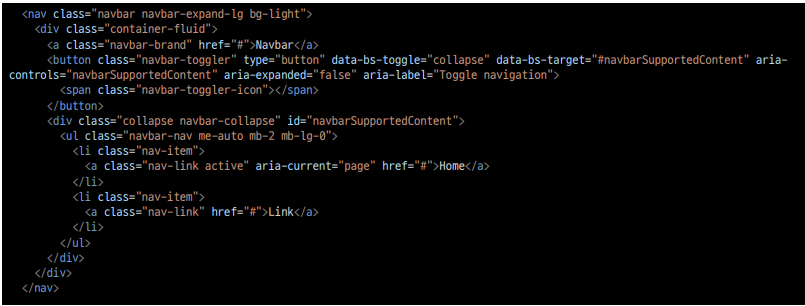 <nav class="navbar navbar-expand-lg bg-light">
<div class="container-fluid">
<a class="navbar-brand" href="#">Navbar</a>
<button class="navbar-toggler" type="button" data-bs-toggle="collapse" data-bs-target="#navbarSupportedContent" aria-
controls="navbarSupportedContent" aria-expanded="false" aria-label="Toggle navigation">
<span class="navbar-toggler-icon"></span>
</button>
<div class="collapse navbar-collapse" id="navbarSupportedContent">
<ul class="navbar-nav me-auto mb-2 mb-lg-0">
<li class="nav-item">
<a class="nav-link active" aria-current="page" href="#">Home</a>
</li>
<li class="nav-item">
<a class="nav-link" href="#">Link</a>
</li>
</ul>
</div>
</div>
</nav>